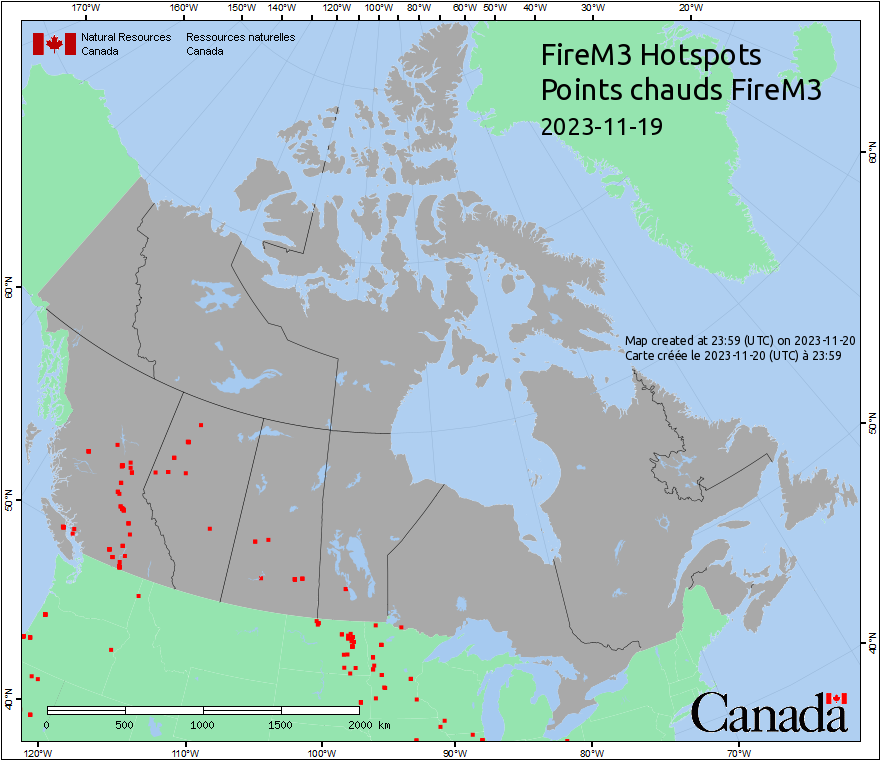 170°W 160°W 150°W 140°W 130°W 120°W 110°W 100°W 90°W 80°W 60°W 50°W 40°W 30°W 20°W
Natural Resources Ressources naturelles
Canada Canada
FireM3 Hotspots
Points chauds FireM3
2023-11-19
60°N 60°N
Map created at 23:59 (UTC) on 2023-11-20
Carte créée le 2023-11-20 (UTC) à 23:59
50°N 50°N
40°N 40°N
0 500 1000 1500 2000 km
Canada
120°W 110°W 100°W 90°W 80°W 70°W